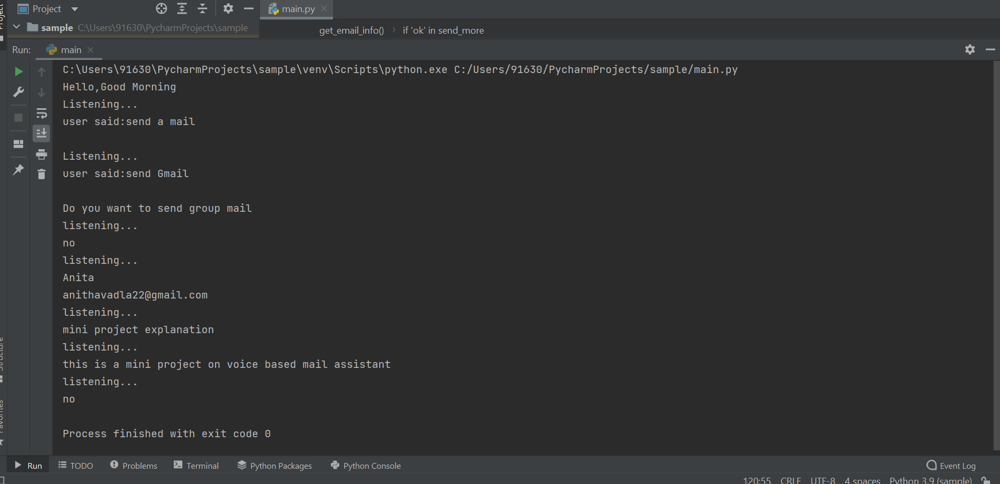 Project
main.py
sample C:\Users\91630\PycharmProjects\sample
get_email_info() › if 'ok' in send_more
Run: main
C:\Users\91630\PycharmProjects\sample\venv\Scripts\python.exe C:/Users/91630/PycharmProjects/sample/main.py
Hello,Good Morning
Listening...
user said:send a mail
Listening...
user said:send Gmail
Do you want to send group mail
listening...
no
listening...
Anita
anithavadla22@gmail.com
listening...
mini project explanation
listening...
this is a mini project on voice based mail assistant
listening...
no
Process finished with exit code 0
Project
Structure
Favorites
Run TODO Problems Terminal Python Packages Python Console Event Log
120:55 CRLF UTF-8 4 spaces Python 3.9 (sample)